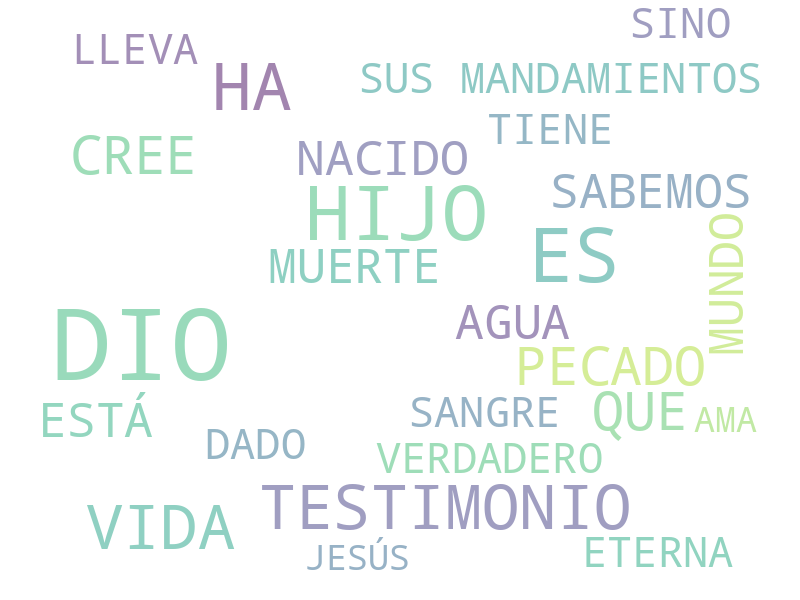 SINO
LLEVA
HA
SUS MANDAMIENTOS
TIENE
CREE
NACIDO
SABEMOS
HIJO
MUNDO
ES
MUERTE
AGUA
DIO
PECADO
SANGRE
QUE
AMA
ESTÁ
DADO
VERDADERO
TESTIMONIO
VIDA
JESÚS
ETERNA